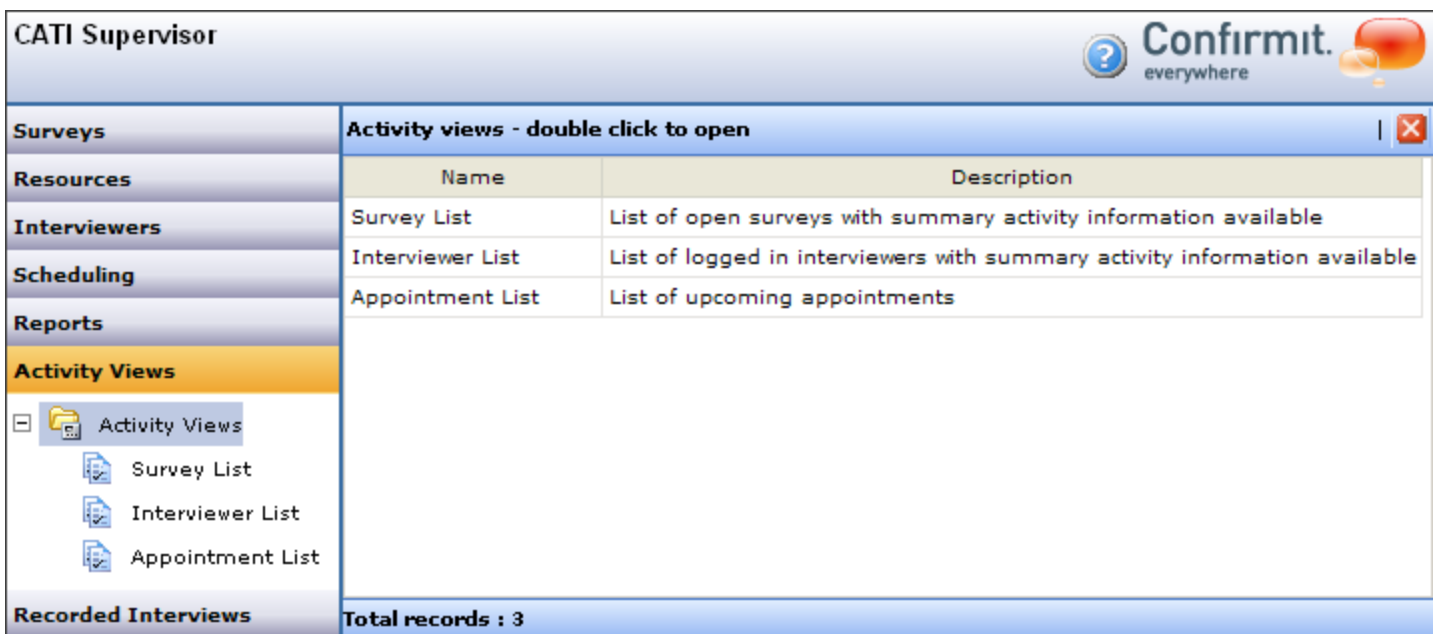 CATI Supervisor
? Confirmit.
everywhere
Surveys
Resources
Interviewers
Scheduling
Reports
Activity Views
Activity Views
Survey List
Interviewer List
Appointment List
Recorded Interviews
Activity views - double click to open |
Name Description
Survey List List of open surveys with summary activity information available
Interviewer List List of logged in interviewers with summary activity information available
Appointment List List of upcoming appointments
Total records : 3